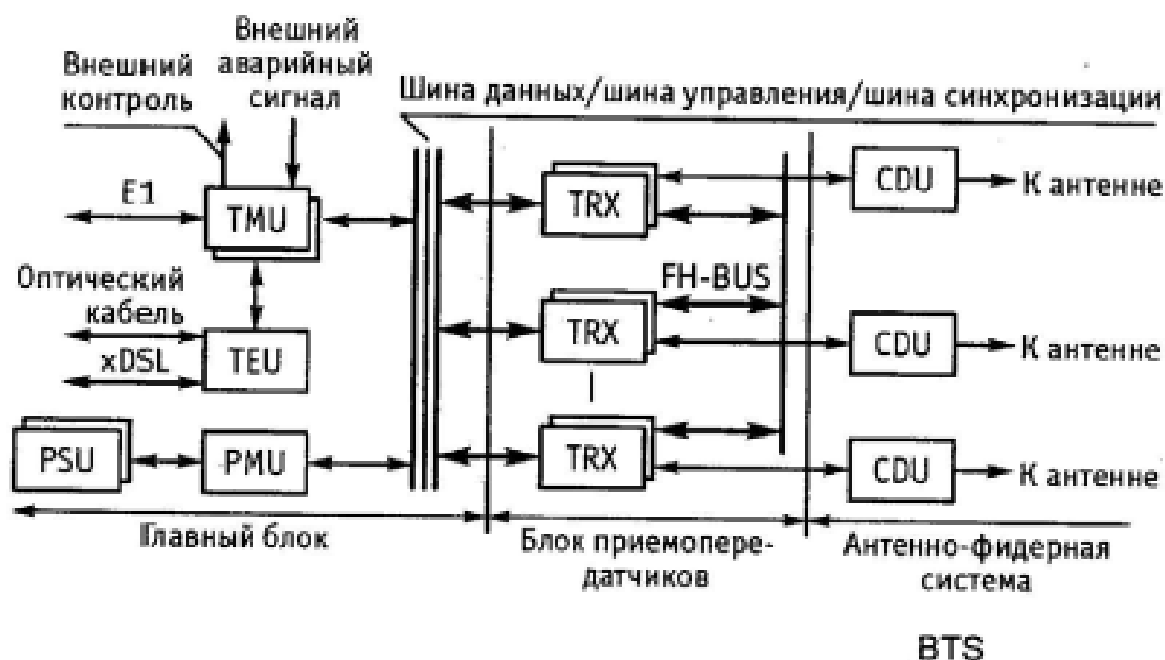 Внешний
контроль
Внешний
аварийный
сигнал
Шина данных/шина управления/шина синхронизации
E1
TMU
TRX
CDU
К антенне
Оптический
кабель
xDSL
TEU
FH-BUS
TRX
CDU
К антенне
PSU
PMU
TRX
CDU
К антенне
Главный блок
Блок приемопере-
датчиков
Антенно-фидерная
система
BTS